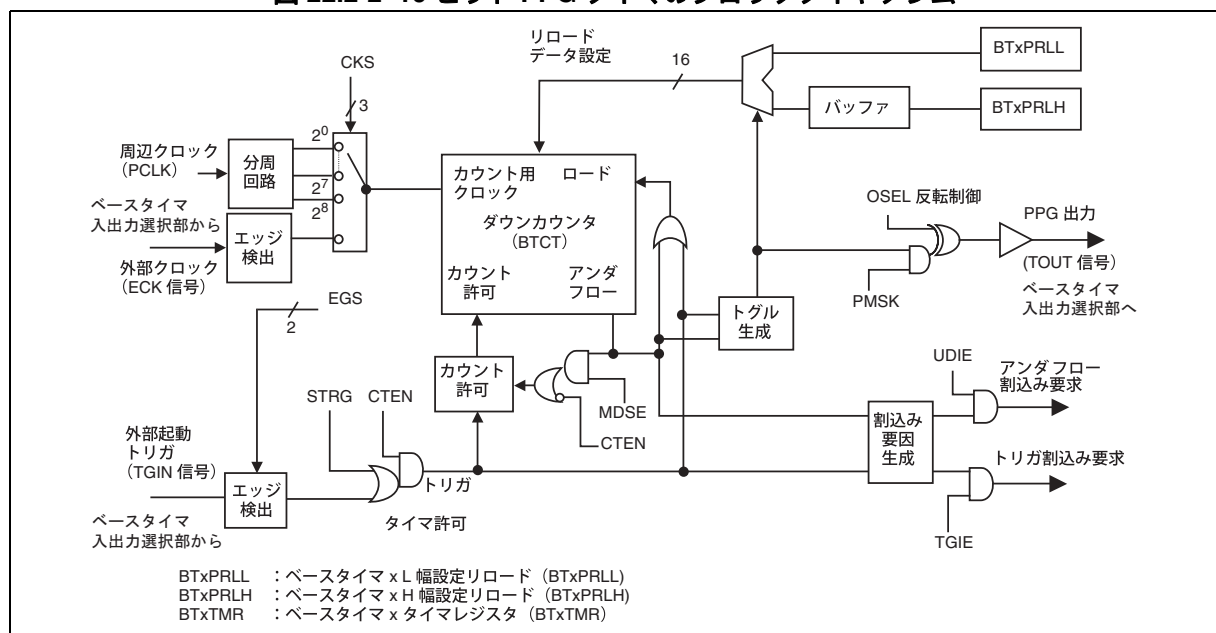 図 22.2-2 16 ビット PPG タイマのブロックダイヤグラム
リロード
データ設定
16
BTxPRLL
CKS
3
バッファ
BTxPRLH
周辺クロック
(PCLK)
分周
回路
2^0
2^7
2^8
カウント用
クロック
ロード
ダウンカウンタ
(BTCT)
カウント
許可
アンダ
フロー
ベースタイマ
入出力選択部から
エッジ
検出
外部クロック
(ECK 信号)
OSEL 反転制御
PPG 出力
(TOUT 信号)
ベースタイマ
入出力選択部へ
PMSK
EGS
2
トグル
生成
カウント
許可
MDSE
CTEN
UDIE
アンダフロー
割込み要求
STRG
CTEN
割込み
要因
生成
外部起動
トリガ
(TGIN 信号)
エッジ
検出
トリガ
トリガ割込み要求
ベースタイマ
入出力選択部から
タイマ許可
TGIE
BTxPRLL :ベースタイマ x L 幅設定リロード (BTxPRLL)
BTxPRLH :ベースタイマ x H 幅設定リロード (BTxPRLH)
BTxTMR :ベースタイマ x タイマレジスタ (BTxTMR)